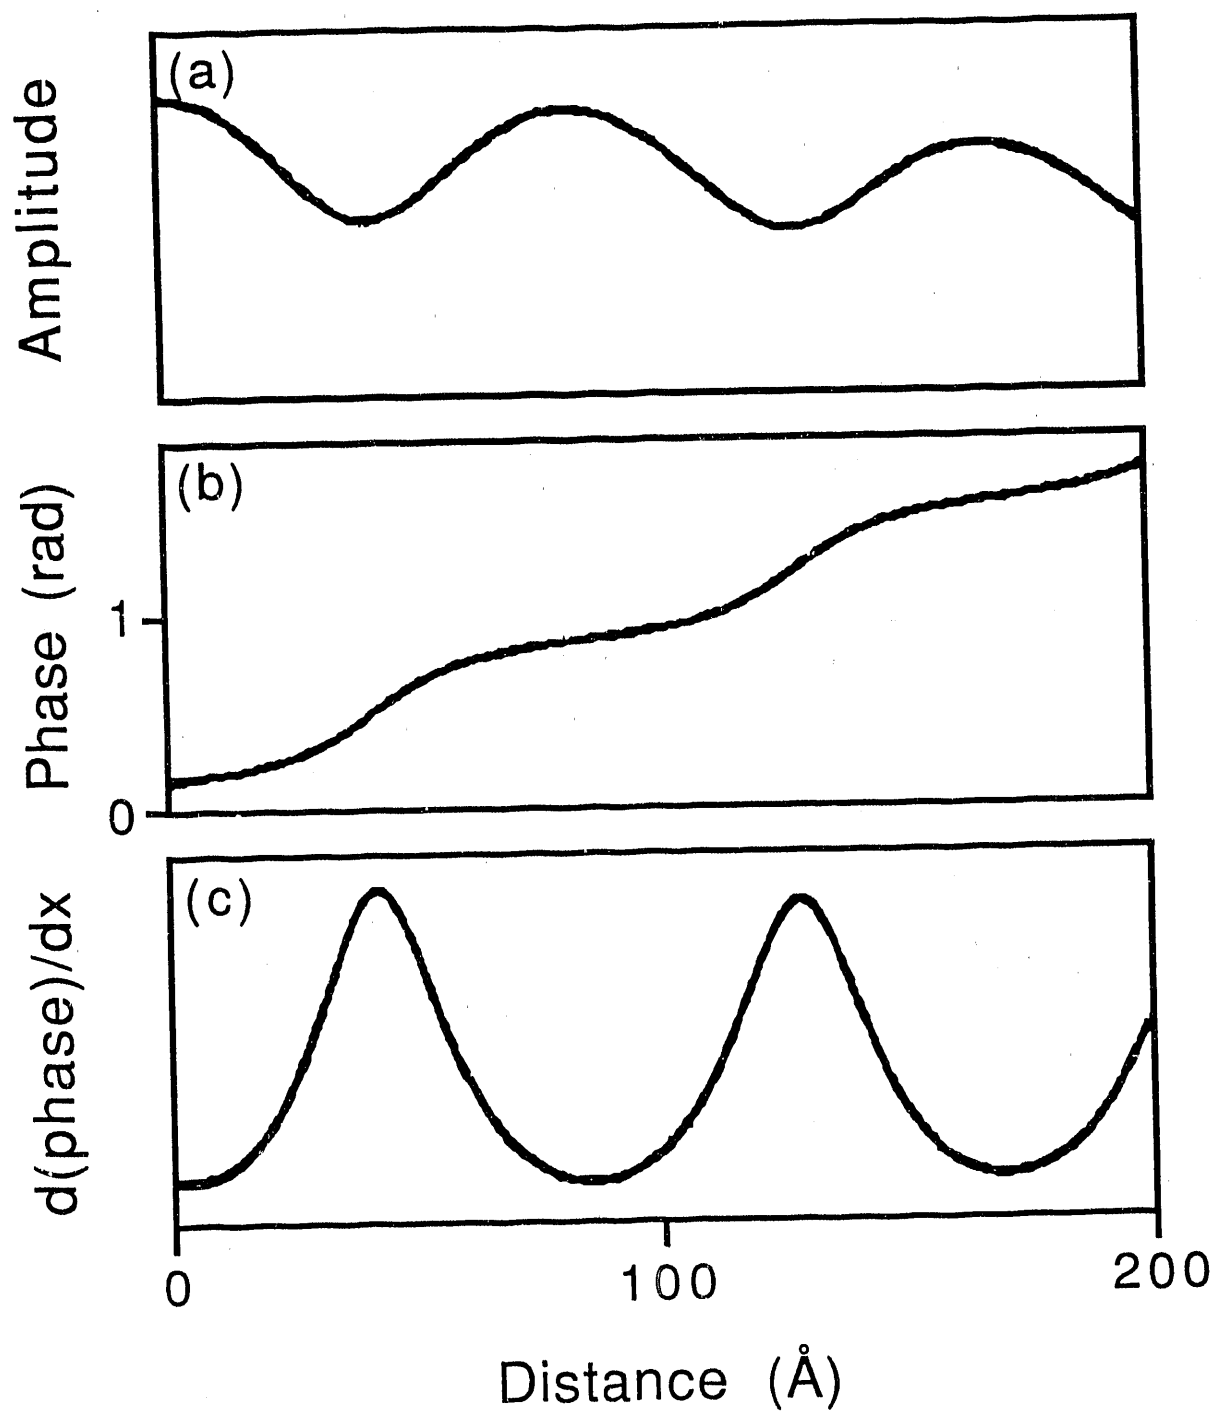 (a)
Amplitude
(b)
Phase (rad)
1
0
(c)
d(phase)/dx
0 100 200
Distance (Å)